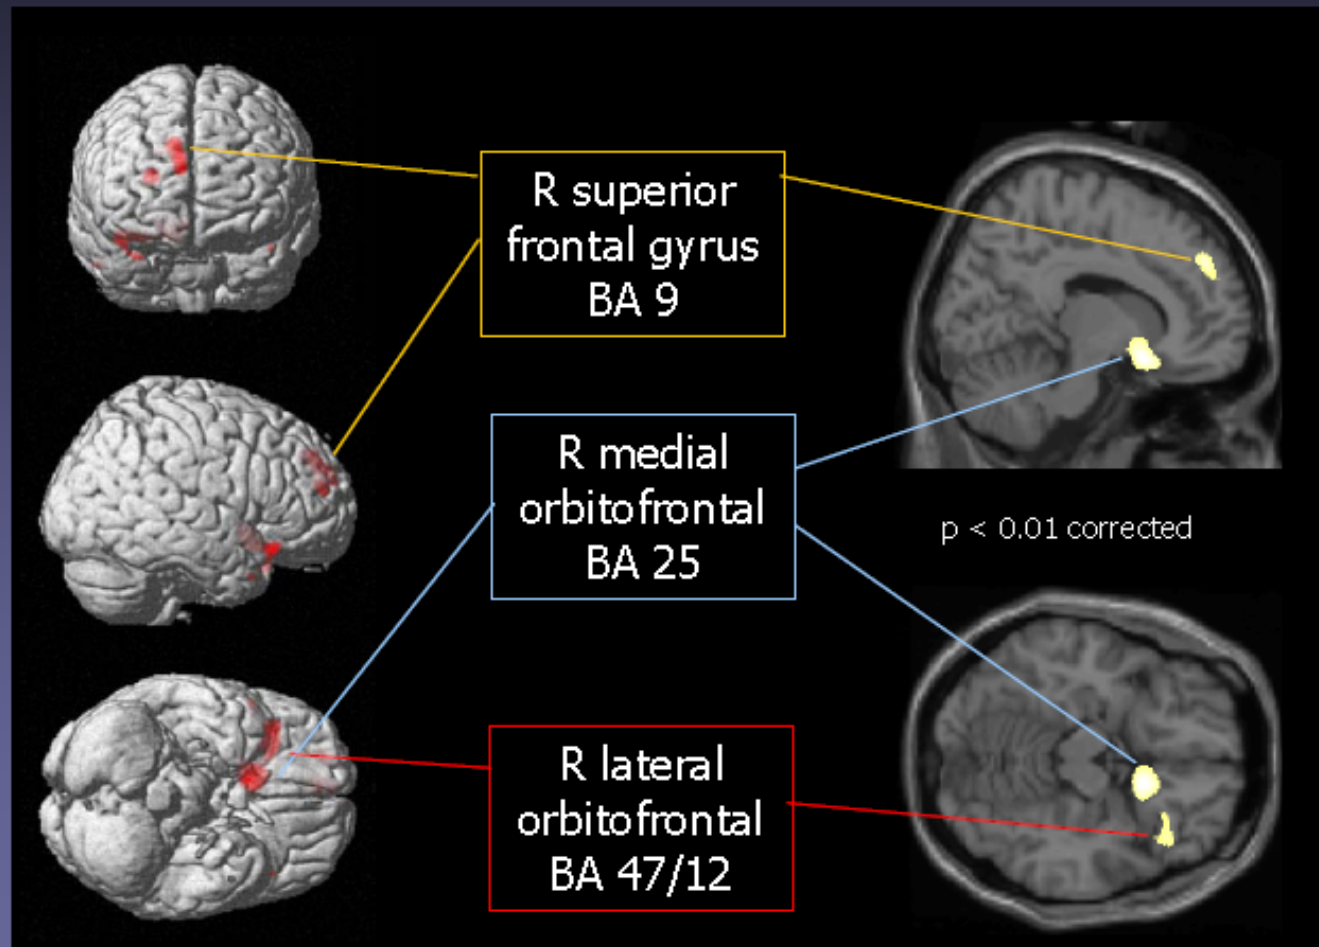 R superior
frontal gyrus
BA 9
R medial
orbitofrontal
BA 25
p < 0.01 corrected
R lateral
orbitofrontal
BA 47/12